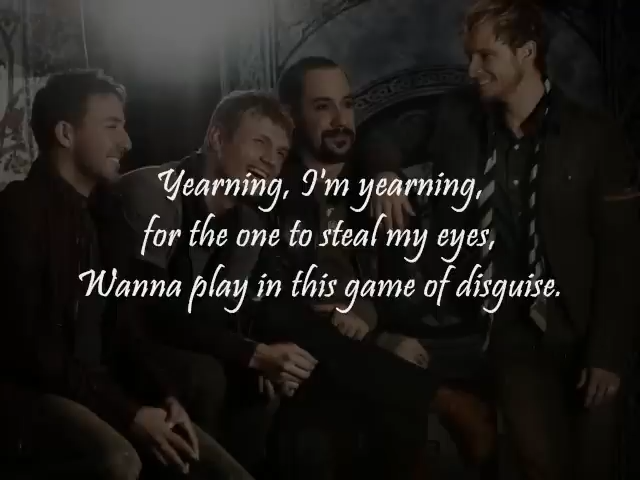 Yearning, I'm yearning,
for the one to steal my eyes,
Wanna play in this game of disguise.